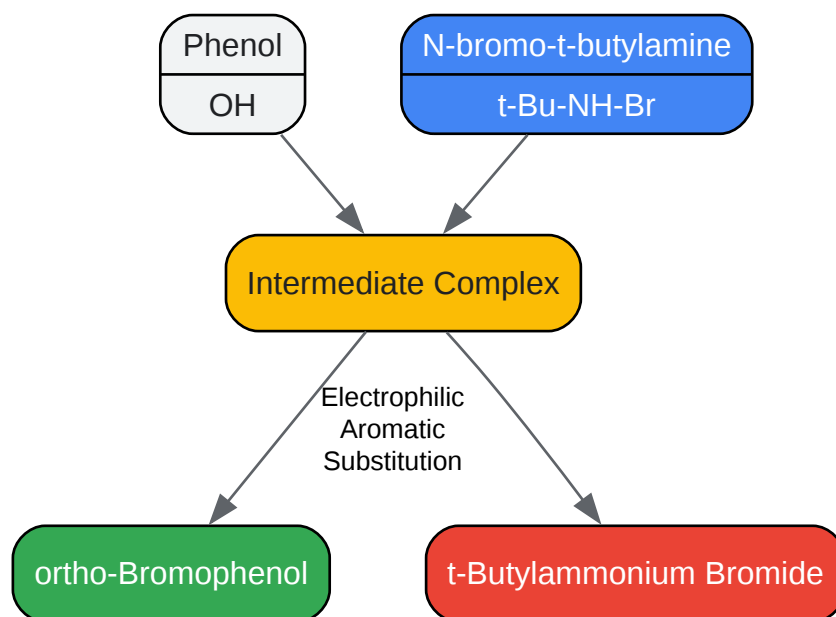 Phenol
OH
N-bromo-t-butylamine
t-Bu-NH-Br
Intermediate Complex
Electrophilic
Aromatic
Substitution
ortho-Bromophenol
t-Butylammonium Bromide